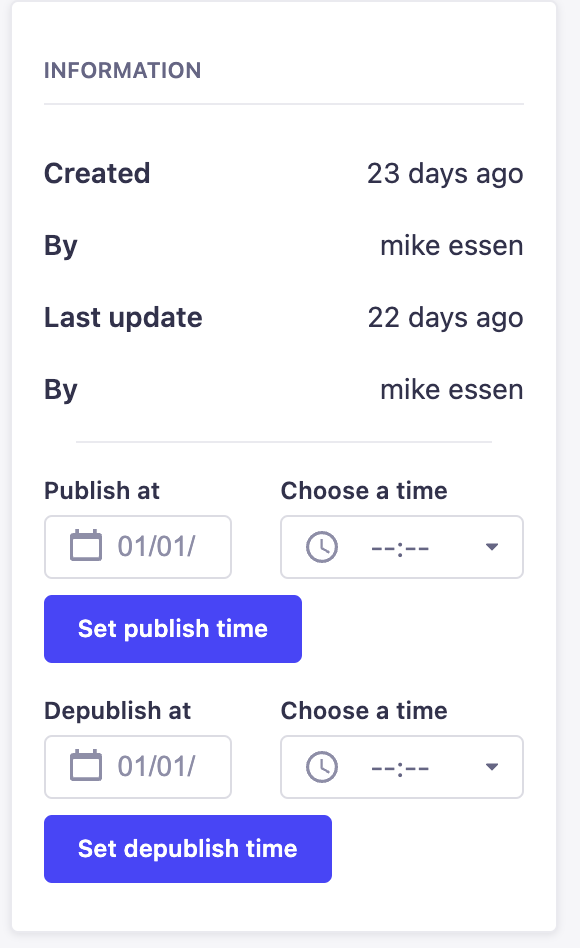 INFORMATION
Created 23 days ago
By mike essen
Last update 22 days ago
By mike essen
Publish at Choose a time
01/01/ --:--
Set publish time
Depublish at Choose a time
01/01/ --:--
Set depublish time